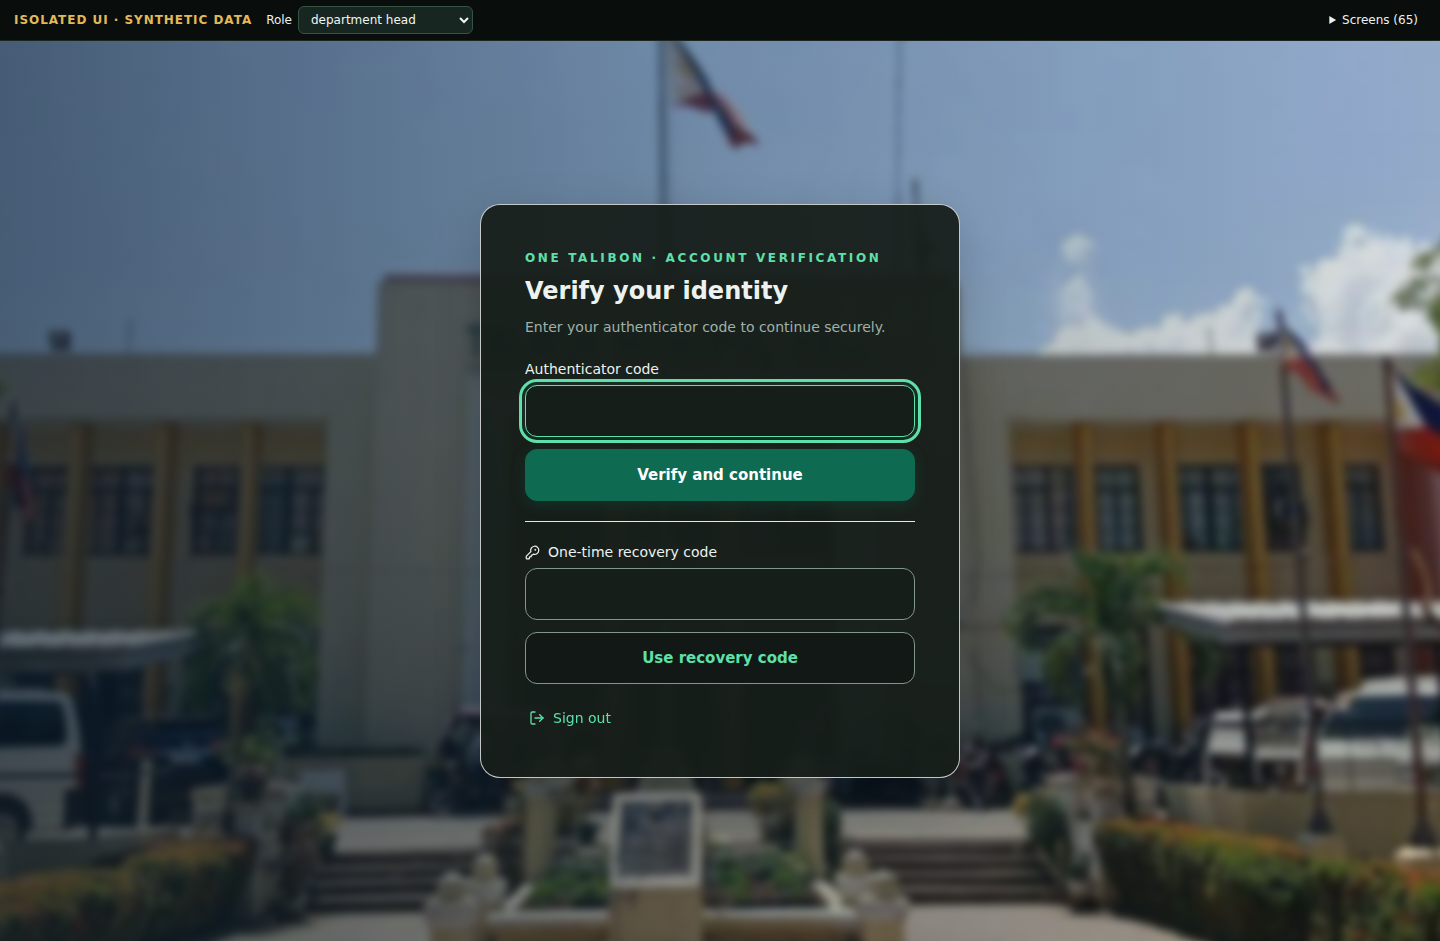 ISOLATED UI · SYNTHETIC DATA
Role
department head
Screens (65)
ONE TALIBON · ACCOUNT VERIFICATION
Verify your identity
Enter your authenticator code to continue securely.
Authenticator code
Verify and continue
One-time recovery code
Use recovery code
Sign out